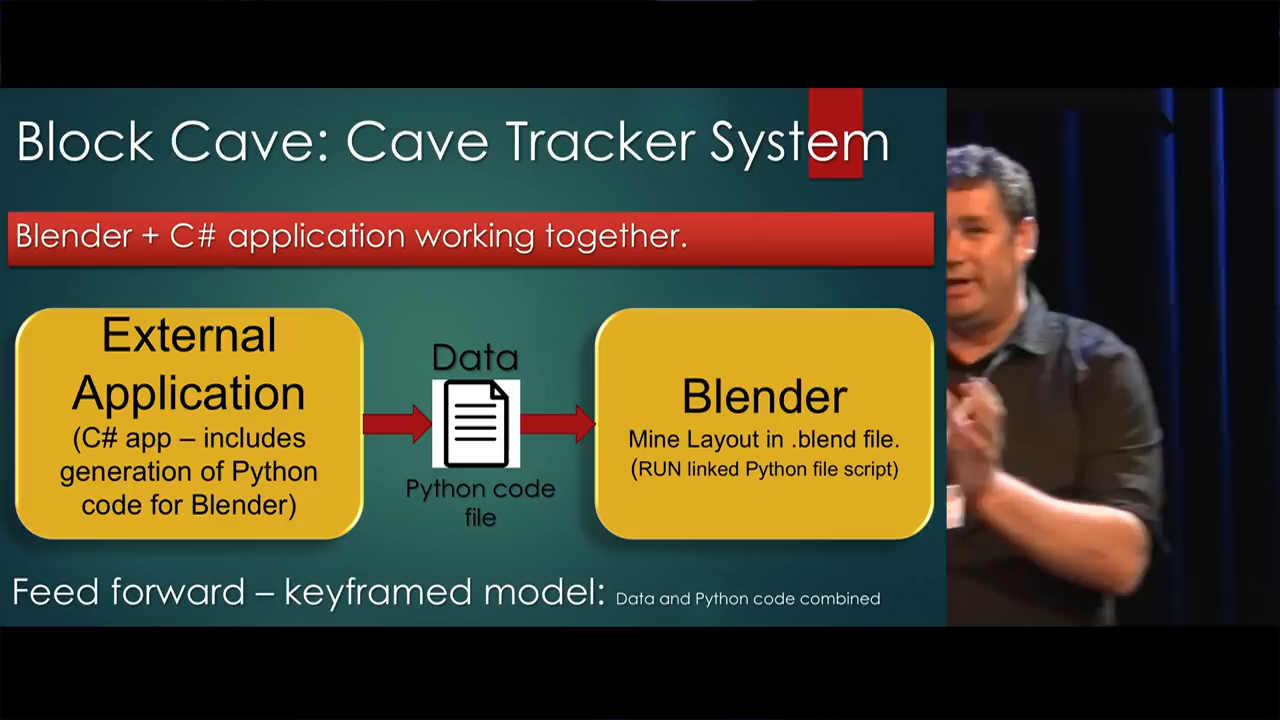 Block Cave: Cave Tracker System
Blender + C# application working together.
External
Application
(C# app – includes
generation of Python
code for Blender)
Data
Python code
file
Blender
Mine Layout in .blend file.
(RUN linked Python file script)
Feed forward – keyframed model: Data and Python code combined